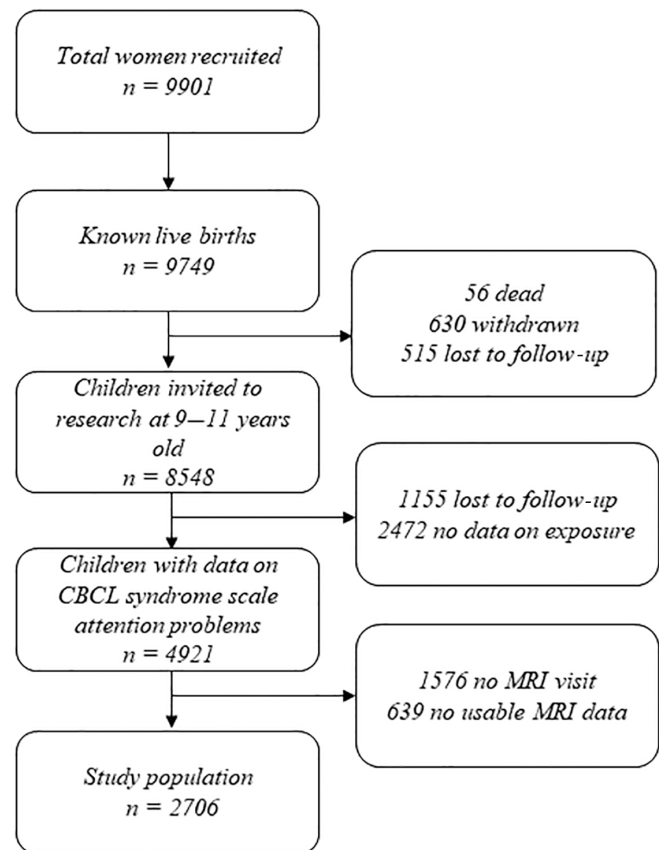 Total women recruited
n = 9901
Known live births
n = 9749
56 dead
630 withdrawn
515 lost to follow-up
Children invited to
research at 9—11 years
old
n = 8548
1155 lost to follow-up
2472 no data on exposure
Children with data on
CBCL syndrome scale
attention problems
n = 4921
1576 no MRI visit
639 no usable MRI data
Study population
n = 2706